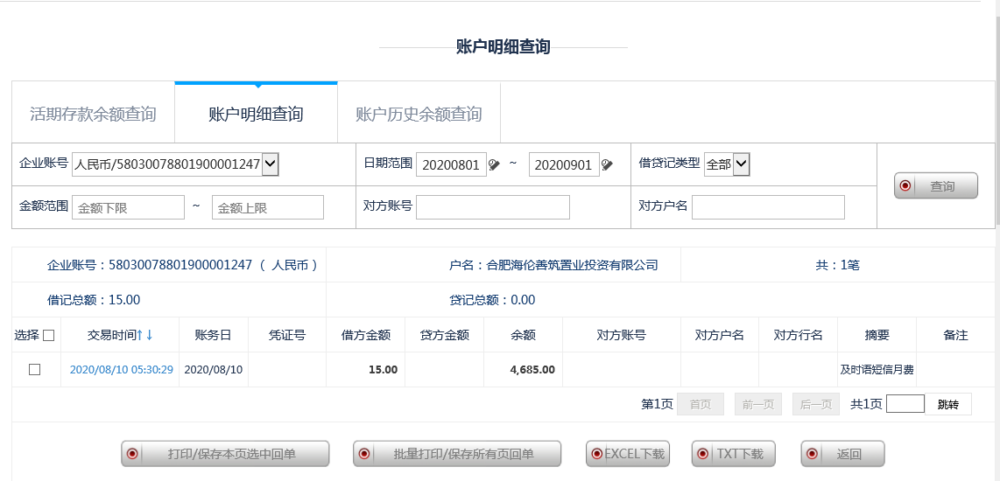 账户明细查询
活期存款余额查询 账户明细查询 账户历史余额查询
企业账号 人民币/58030078801900001247 日期范围 20200801 ~ 20200901 借贷记类型 全部 查询
金额范围 金额下限 ~ 金额上限 对方账号 对方户名
企业账号：58030078801900001247 （ 人民币 ） 户名：合肥海伦善筑置业投资有限公司 共：1笔
借记总额：15.00 贷记总额：0.00
选择 交易时间↑↓ 账务日 凭证号 借方金额 贷方金额 余额 对方账号 对方户名 对方行名 摘要 备注
2020/08/10 05:30:29 2020/08/10 15.00 4,685.00 及时语短信月费
第1页 首页 前一页 后一页 共1页 跳转
打印/保存本页选中回单 批量打印/保存所有页回单 EXCEL下载 TXT下载 返回